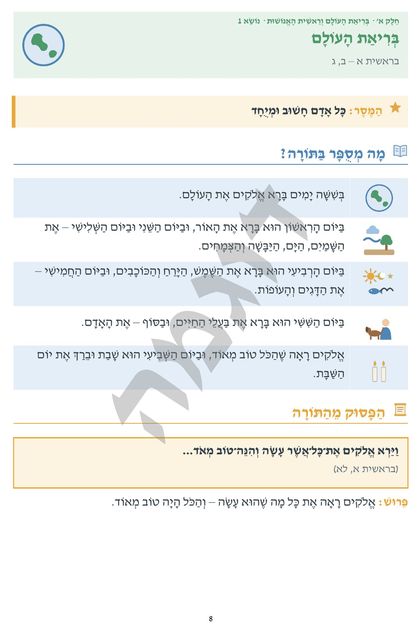 חֵלֶק א׳ · בְּרִיאַת הָעוֹלָם וְרֵאשִׁית הָאֱנוֹשׁוּת · נוֹשֵׂא 1
בְּרִיאַת הָעוֹלָם
בראשית א – ב, ג
הַמֶּסֶר: כָּל אָדָם חָשׁוּב וּמְיֻחָד
מָה מְסֻפָּר בַּתּוֹרָה?
בְּשִׁשָּׁה יָמִים בָּרָא אֱלֹקִים אֶת הָעוֹלָם.
בַּיּוֹם הָרִאשׁוֹן הוּא בָּרָא אֶת הָאוֹר, וּבַיּוֹם הַשֵּׁנִי וּבַיּוֹם הַשְּׁלִישִׁי – אֶת
הַשָּׁמַיִם, הַיָּם, הַיַּבָּשָׁה וְהַצְּמָחִים.
בַּיּוֹם הָרְבִיעִי הוּא בָּרָא אֶת הַשֶּׁמֶשׁ, הַיָּרֵחַ וְהַכּוֹכָבִים, וּבַיּוֹם הַחֲמִישִׁי –
אֶת הַדָּגִים וְהָעוֹפוֹת.
בַּיּוֹם הַשִּׁשִּׁי הוּא בָּרָא אֶת בַּעֲלֵי הַחַיִּים, וּבַסּוֹף – אֶת הָאָדָם.
אֱלֹקִים רָאָה שֶׁהַכֹּל טוֹב מְאוֹד, וּבַיּוֹם הַשְּׁבִיעִי הוּא שָׁבַת וּבֵרַךְ אֶת יוֹם
הַשַּׁבָּת.
הַפָּסוּק מֵהַתּוֹרָה
וַיַּרְא אֱלֹקִים אֶת־כׇּל־אֲשֶׁר עָשָׂה וְהִנֵּה־טוֹב מְאֹד...
(בראשית א, לא)
פֵּרוּשׁ: אֱלֹקִים רָאָה אֶת כָּל מָה שֶׁהוּא עָשָׂה – וְהַכֹּל הָיָה טוֹב מְאוֹד.
דוגמה
8